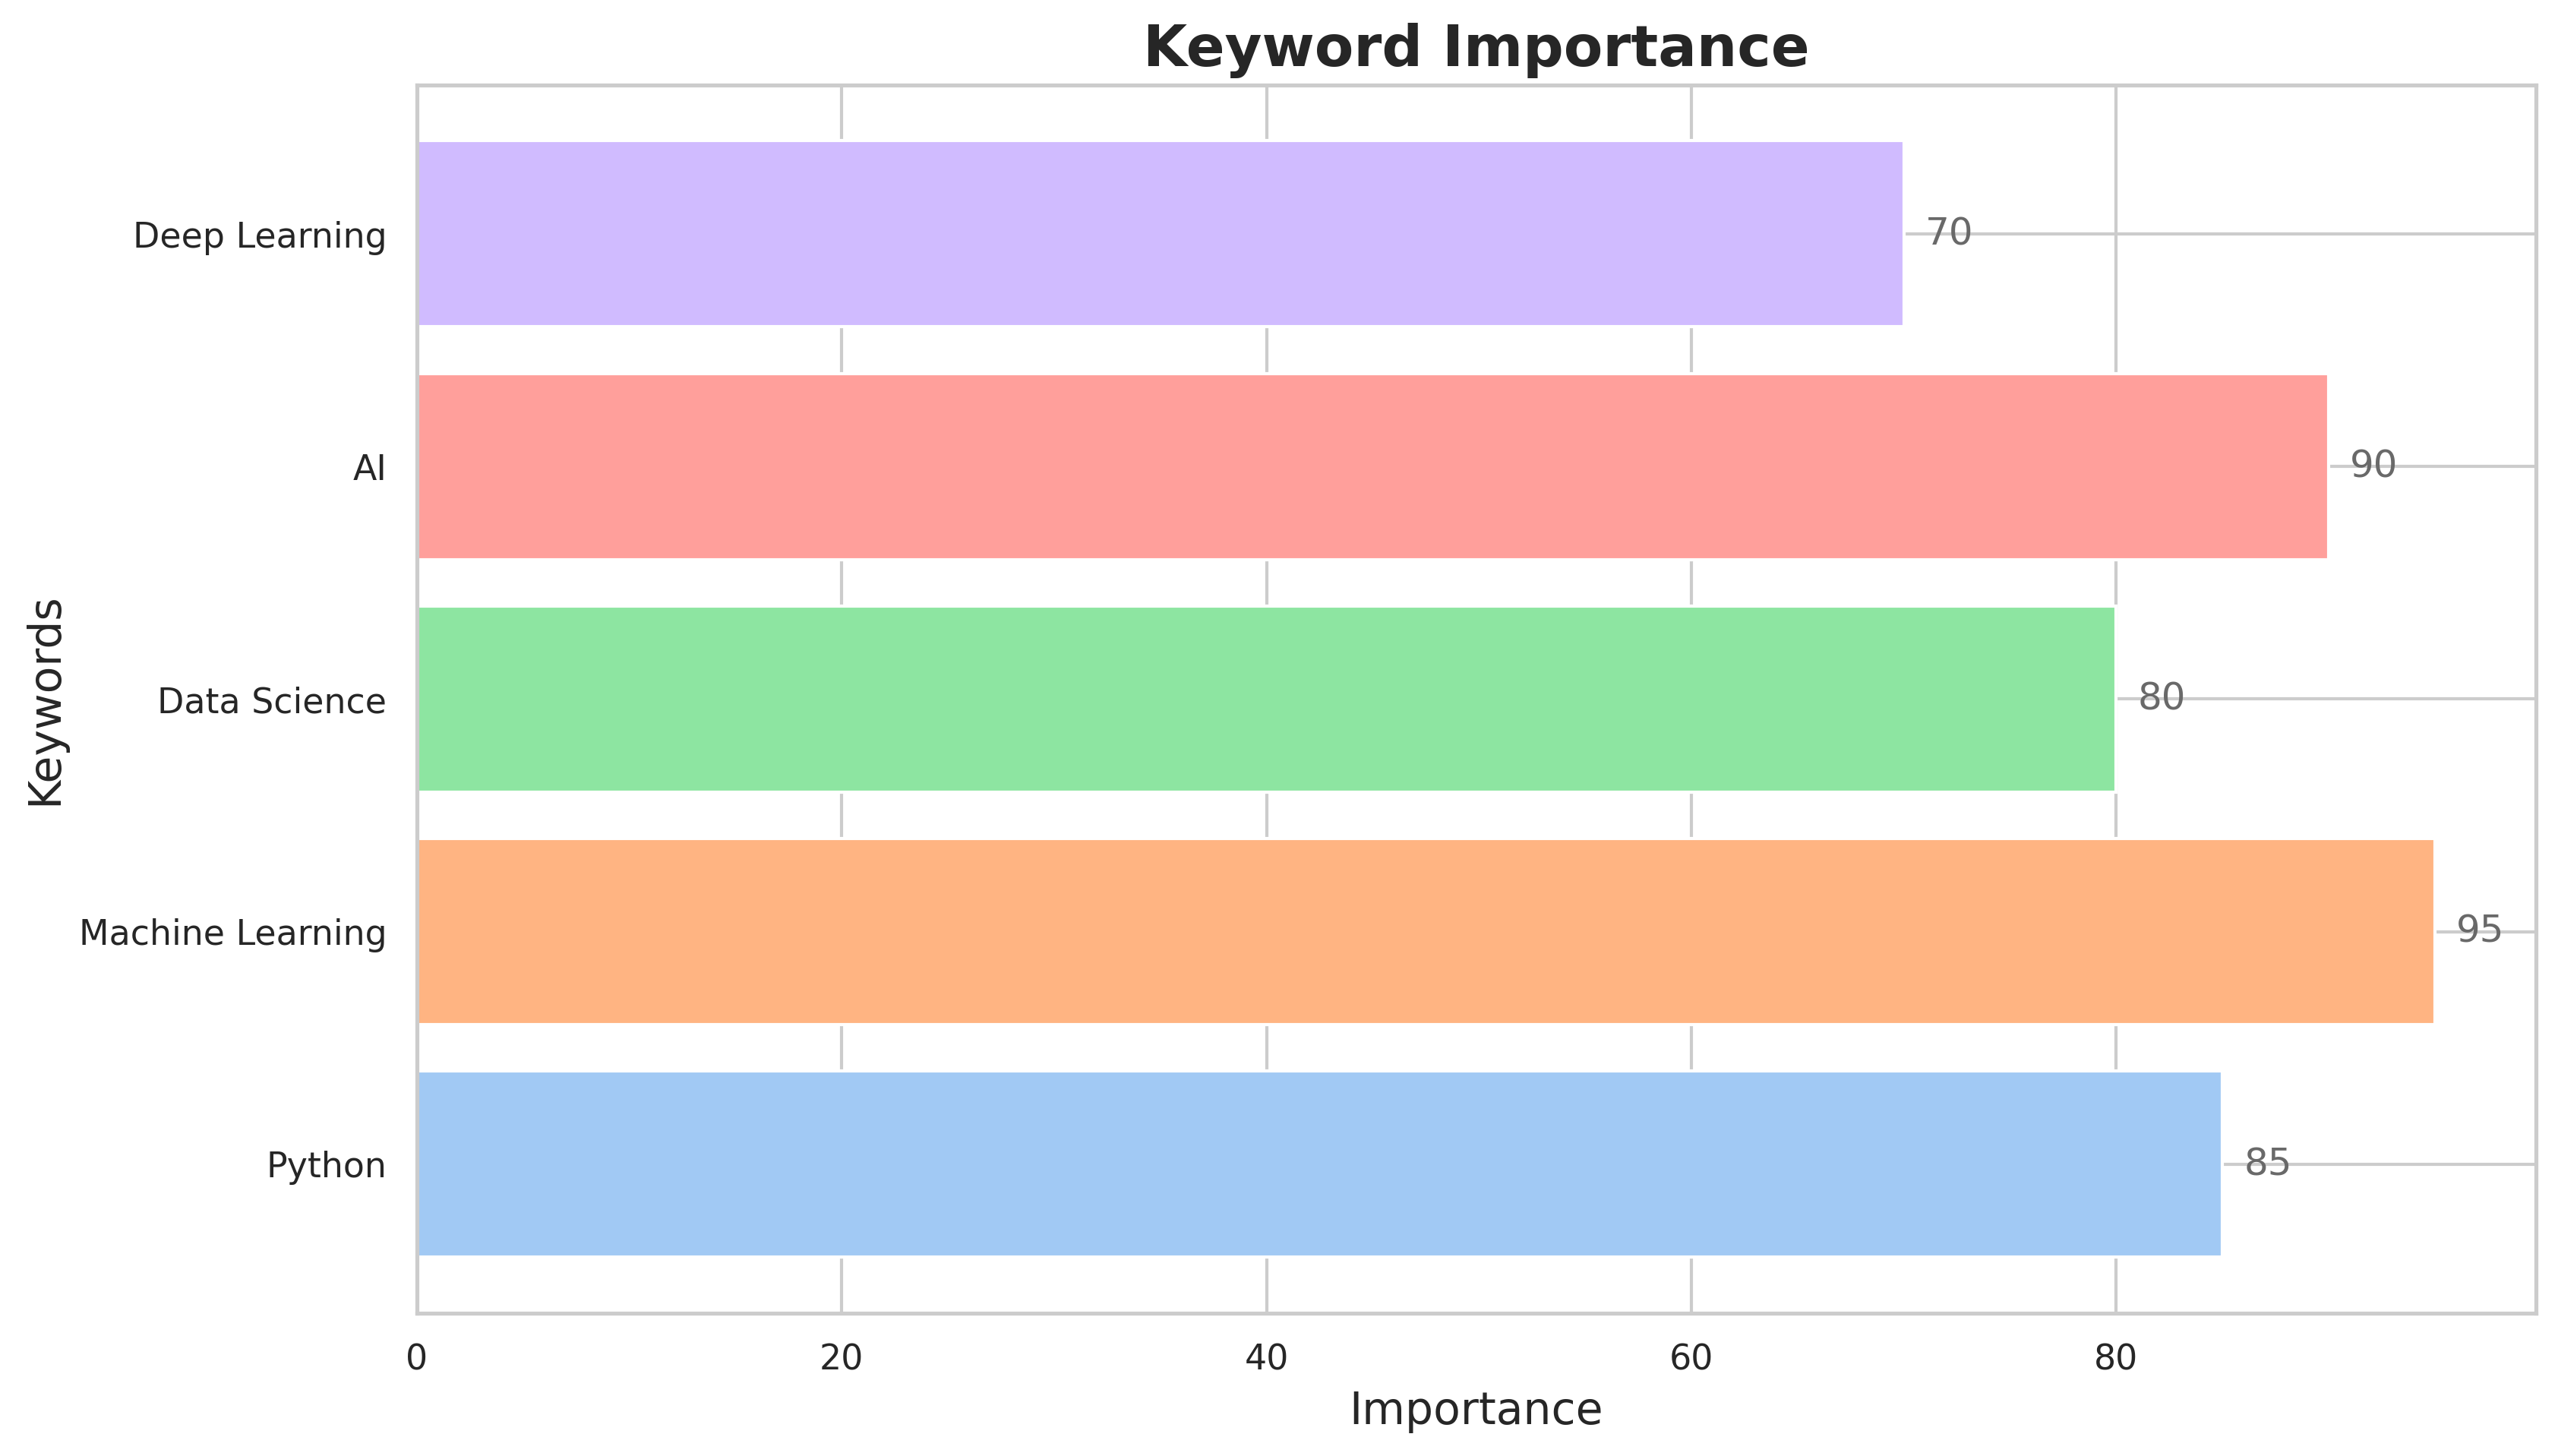 Keyword Importance
Deep Learning
70
AI
90
Keywords
Data Science
80
Machine Learning
95
Python
85
0 20 40 60 80
Importance